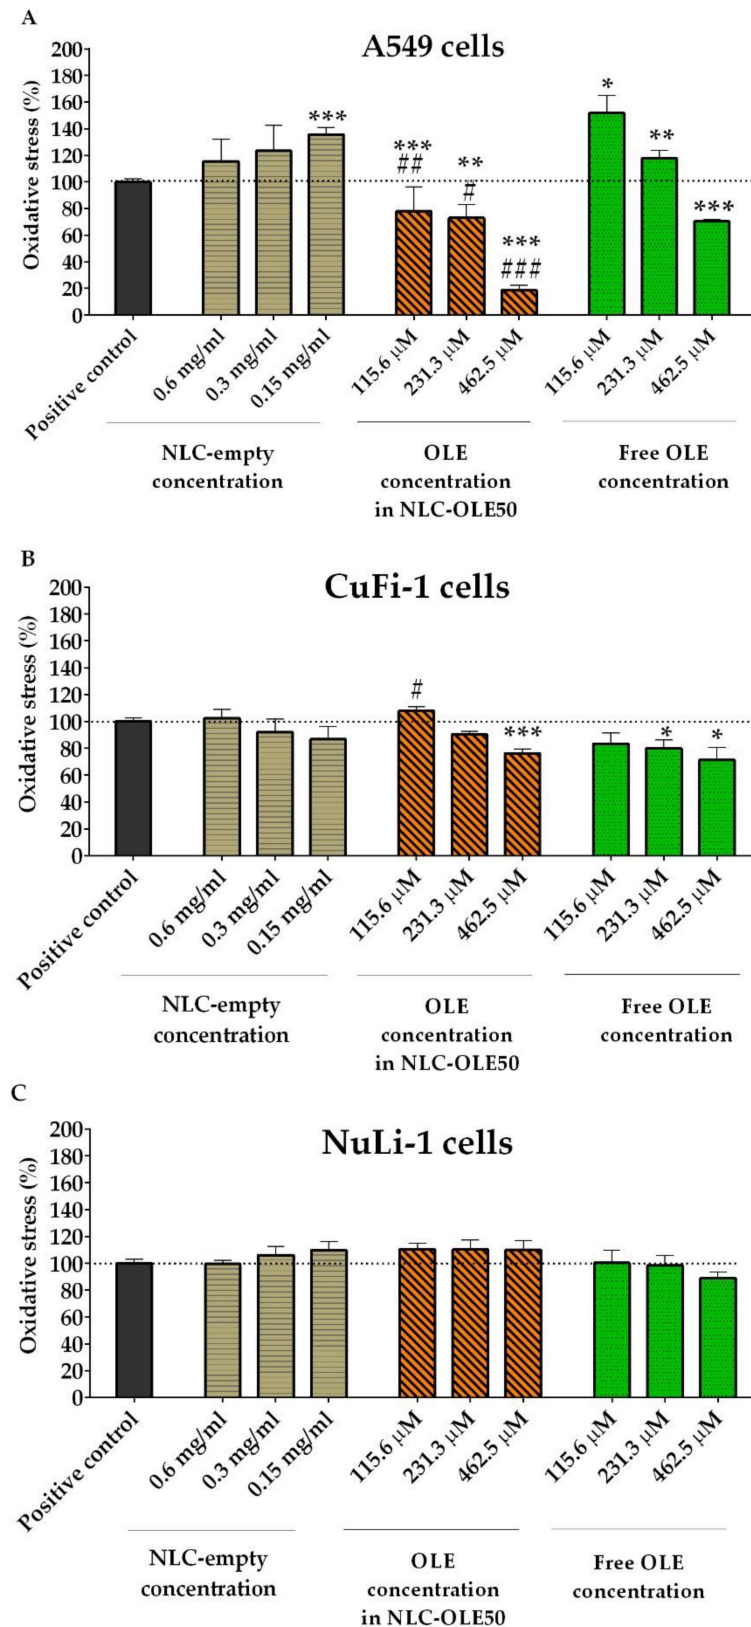 A
A549 cells
Oxidative stress (%)
200
180
160
140
120
100
80
60
40
20
0
***
***
##
**
#
***
###
*
**
***
Positive control
0.6 mg/ml
0.3 mg/ml
0.15 mg/ml
115.6 µM
231.3 µM
462.5 µM
115.6 µM
231.3 µM
462.5 µM
NLC-empty
concentration
OLE
concentration
in NLC-OLE50
Free OLE
concentration
B
CuFi-1 cells
Oxidative stress (%)
200
180
160
140
120
100
80
60
40
20
0
#
***
*
*
Positive control
0.6 mg/ml
0.3 mg/ml
0.15 mg/ml
115.6 µM
231.3 µM
462.5 µM
115.6 µM
231.3 µM
462.5 µM
NLC-empty
concentration
OLE
concentration
in NLC-OLE50
Free OLE
concentration
C
NuLi-1 cells
Oxidative stress (%)
200
180
160
140
120
100
80
60
40
20
0
Positive control
0.6 mg/ml
0.3 mg/ml
0.15 mg/ml
115.6 µM
231.3 µM
462.5 µM
115.6 µM
231.3 µM
462.5 µM
NLC-empty
concentration
OLE
concentration
in NLC-OLE50
Free OLE
concentration